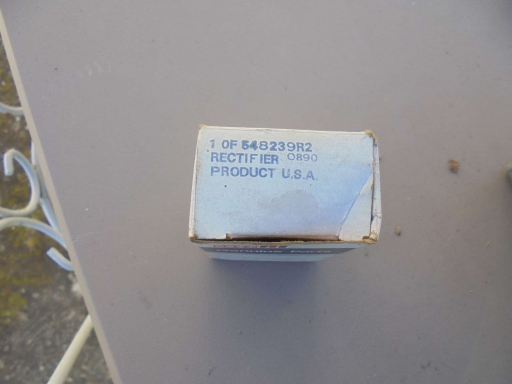 1 OF 548239R2
RECTIFIER 0890
PRODUCT U.S.A.